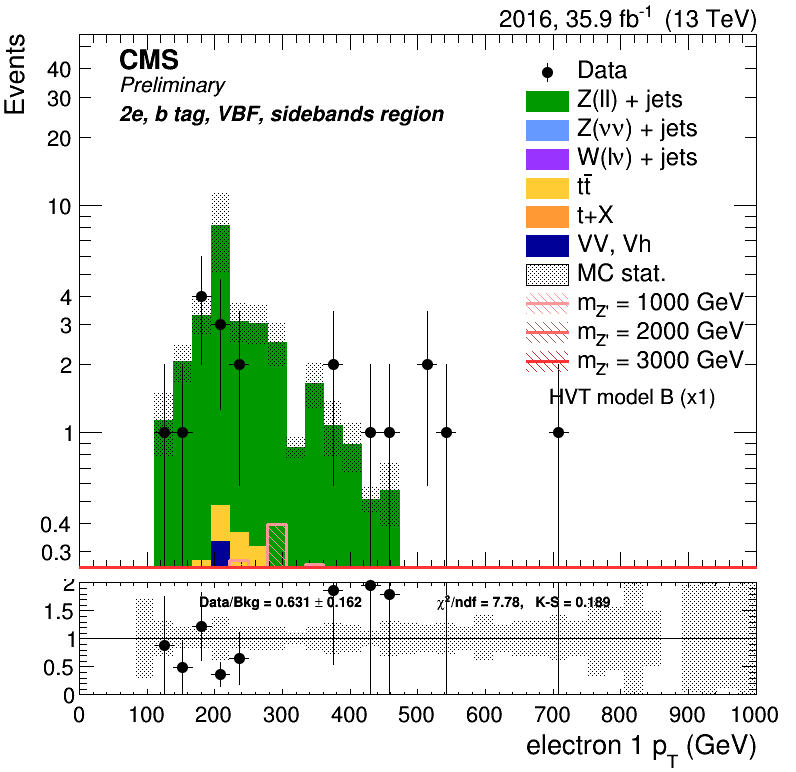 2016, 35.9 fb⁻¹ (13 TeV)
Events
CMS
Preliminary
2e, b tag, VBF, sidebands region
Data
Z(ll) + jets
Z(νν) + jets
W(lν) + jets
tt̄
t+X
VV, Vh
MC stat.
m_Z' = 1000 GeV
m_Z' = 2000 GeV
m_Z' = 3000 GeV
HVT model B (x1)
40
30
20
10
4
3
2
1
0.4
0.3
Data/Bkg = 0.631 ± 0.162
χ²/ndf = 7.78, K-S = 0.189
2
1.5
1
0.5
0
0 100 200 300 400 500 600 700 800 900 1000
electron 1 p_T (GeV)